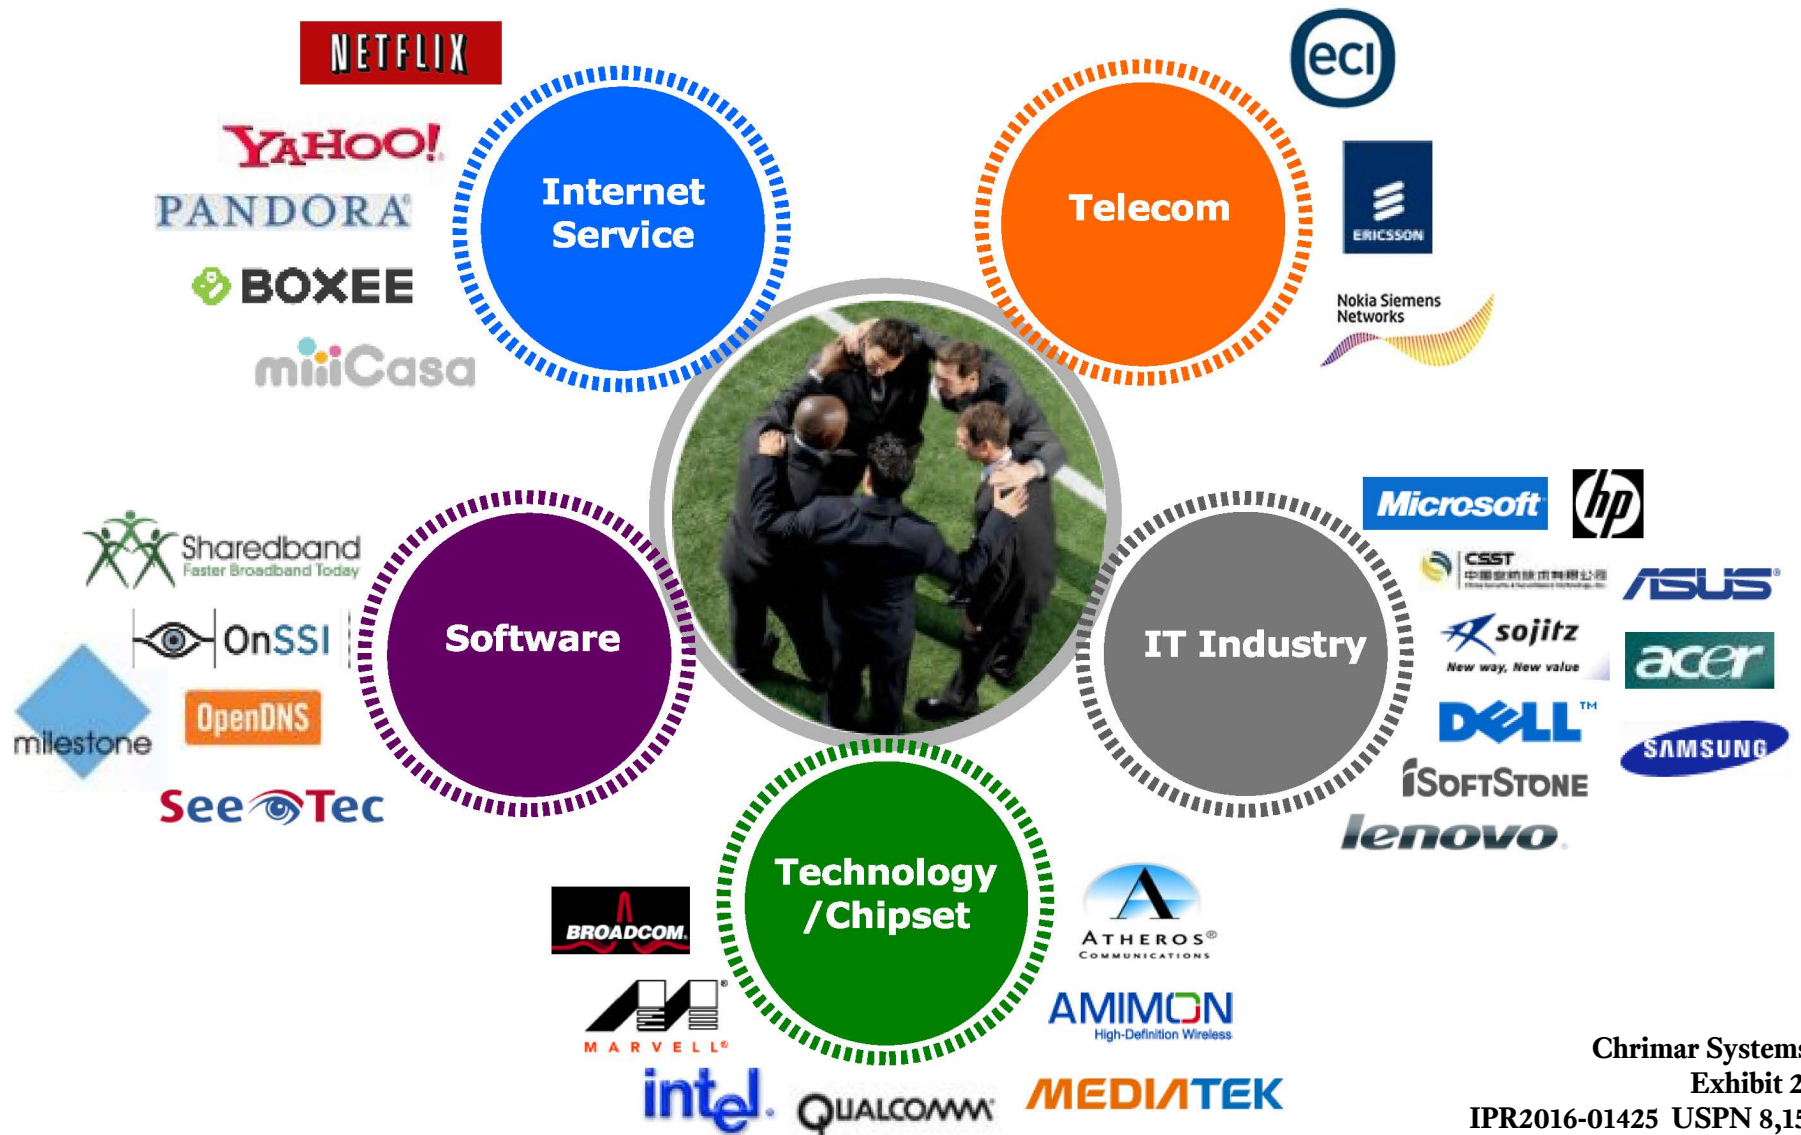 NETFLIX
YAHOO!
PANDORA®
BOXEE
miiiCasa
Internet
Service
Telecom
eci
ERICSSON
Nokia Siemens
Networks
Sharedband
Faster Broadband Today
OnSSI
milestone
OpenDNS
SeeTec
Software
IT Industry
Microsoft
hp
CSST
ASUS®
sojitz
New way, New value
acer
DELL™
SAMSUNG
iSOFTSTONE
lenovo
Technology
/Chipset
BROADCOM.
ATHEROS®
COMMUNICATIONS
MARVELL®
AMIMON
High-Definition Wireless
intel.
QUALCOMM
MEDIATEK
Chrimar Systems
Exhibit 2
IPR2016-01425 USPN 8,15